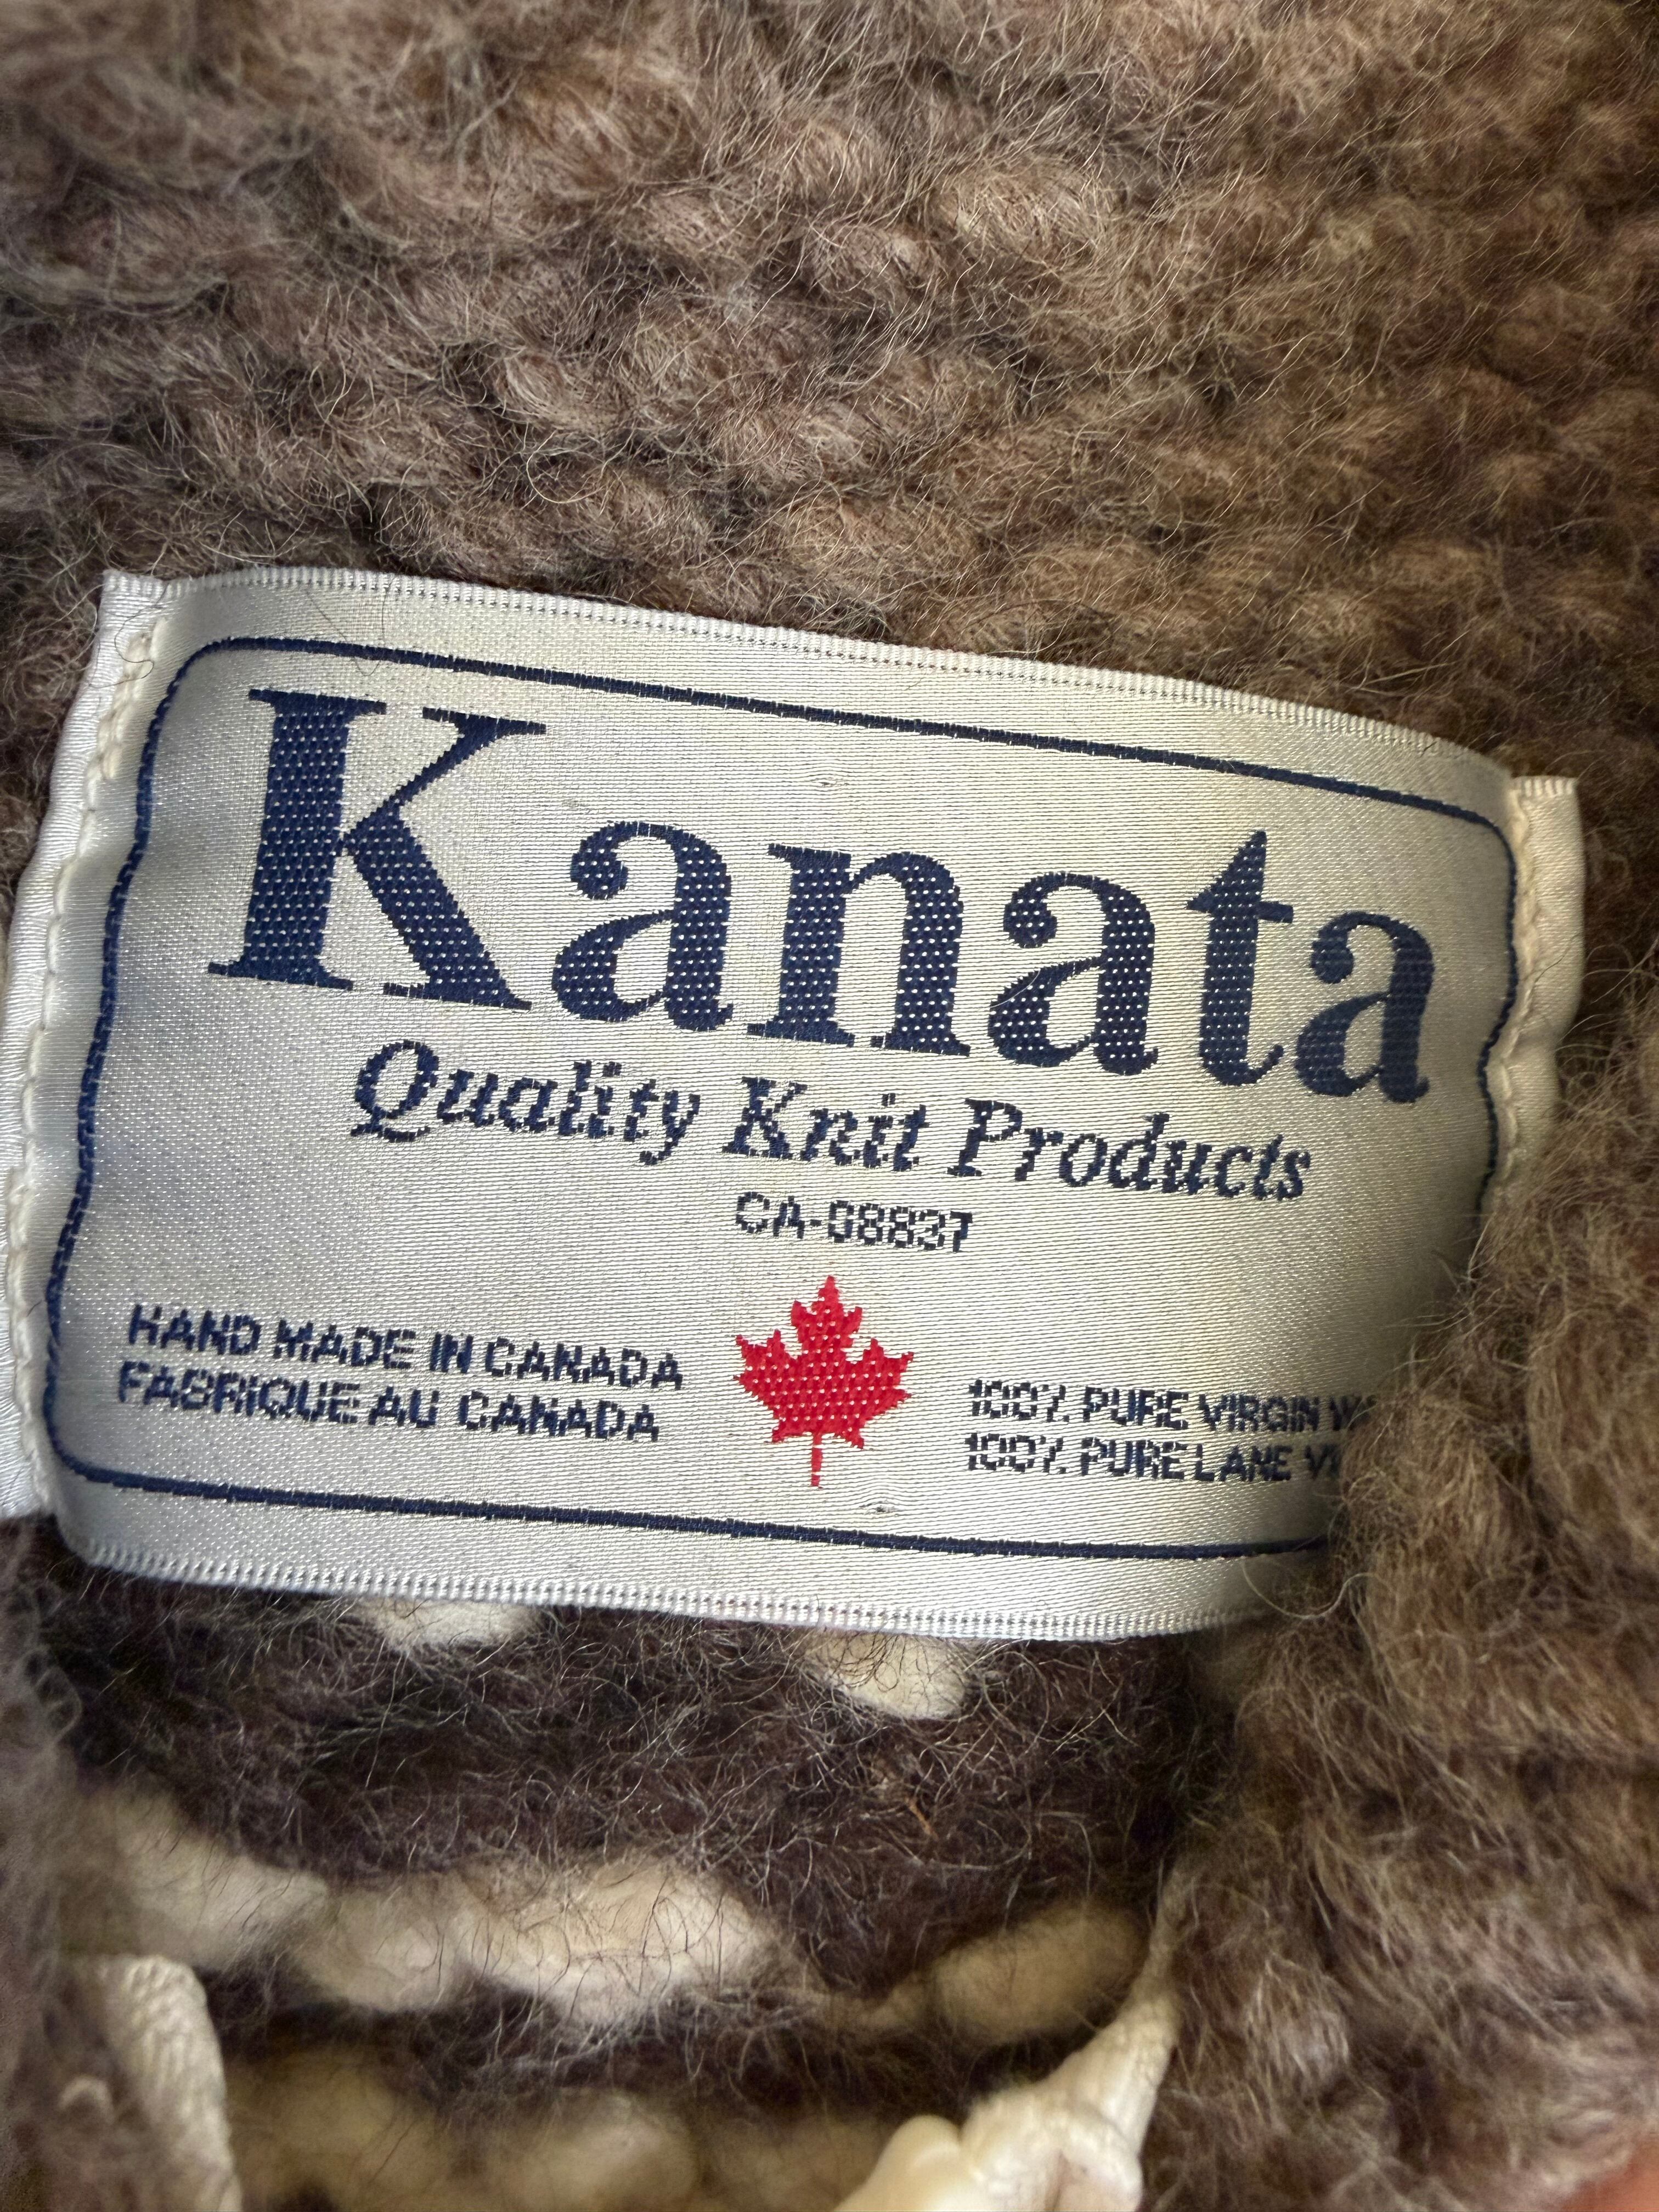 Kanata
Quality Knit Products
CA-08837
HAND MADE IN CANADA
FABRIQUE AU CANADA
100% PURE VIRGIN
100% PURE LANE